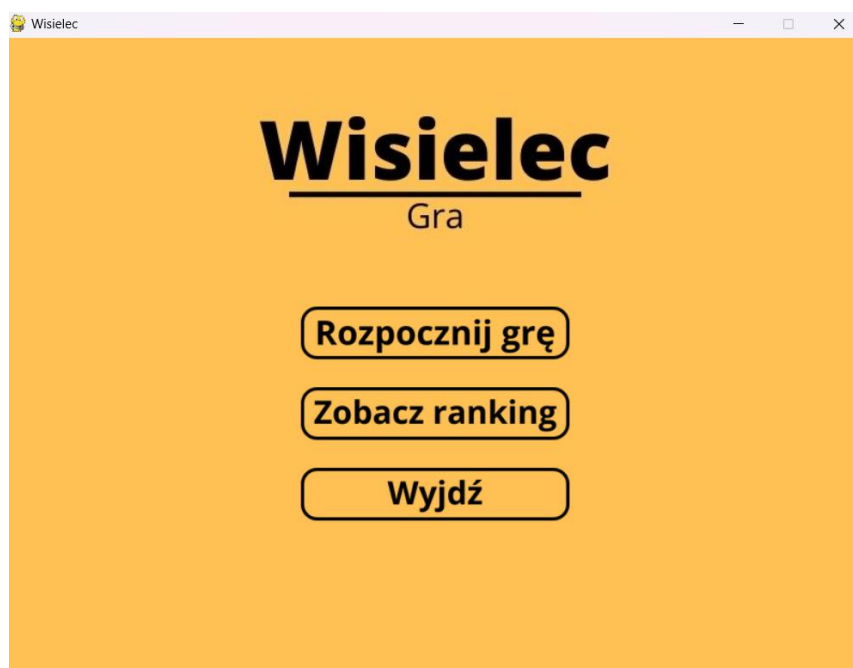 Wisielec
Wisielec
Gra
Rozpocznij grę
Zobacz ranking
Wyjdź